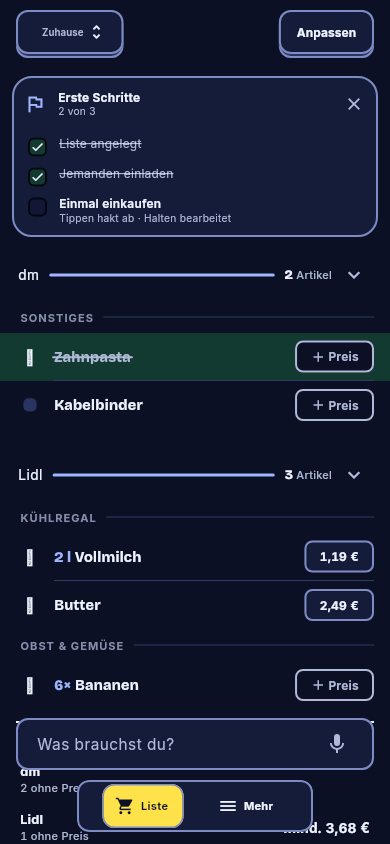 Zuhause
Anpassen
Erste Schritte
2 von 3
Liste angelegt
Jemanden einladen
Einmal einkaufen
Tippen hakt ab · Halten bearbeitet
dm
2 Artikel
SONSTIGES
Zahnpasta
+ Preis
Kabelbinder
+ Preis
Lidl
3 Artikel
KÜHLREGAL
2 l Vollmilch
1,19 €
Butter
2,49 €
OBST & GEMÜSE
6× Bananen
+ Preis
Was brauchst du?
dm
2 ohne
Liste
Mehr
Lidl
3,68 €
1 ohne Preis